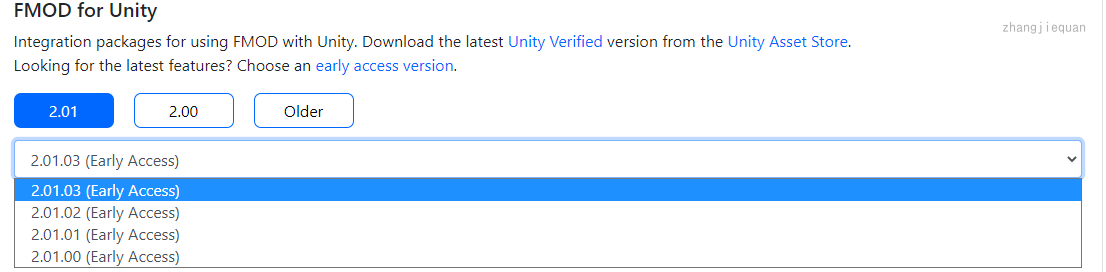 FMOD for Unity
zhangjiequan
Integration packages for using FMOD with Unity. Download the latest Unity Verified version from the Unity Asset Store.
Looking for the latest features? Choose an early access version.
2.01 2.00 Older
2.01.03 (Early Access)
2.01.03 (Early Access)
2.01.02 (Early Access)
2.01.01 (Early Access)
2.01.00 (Early Access)